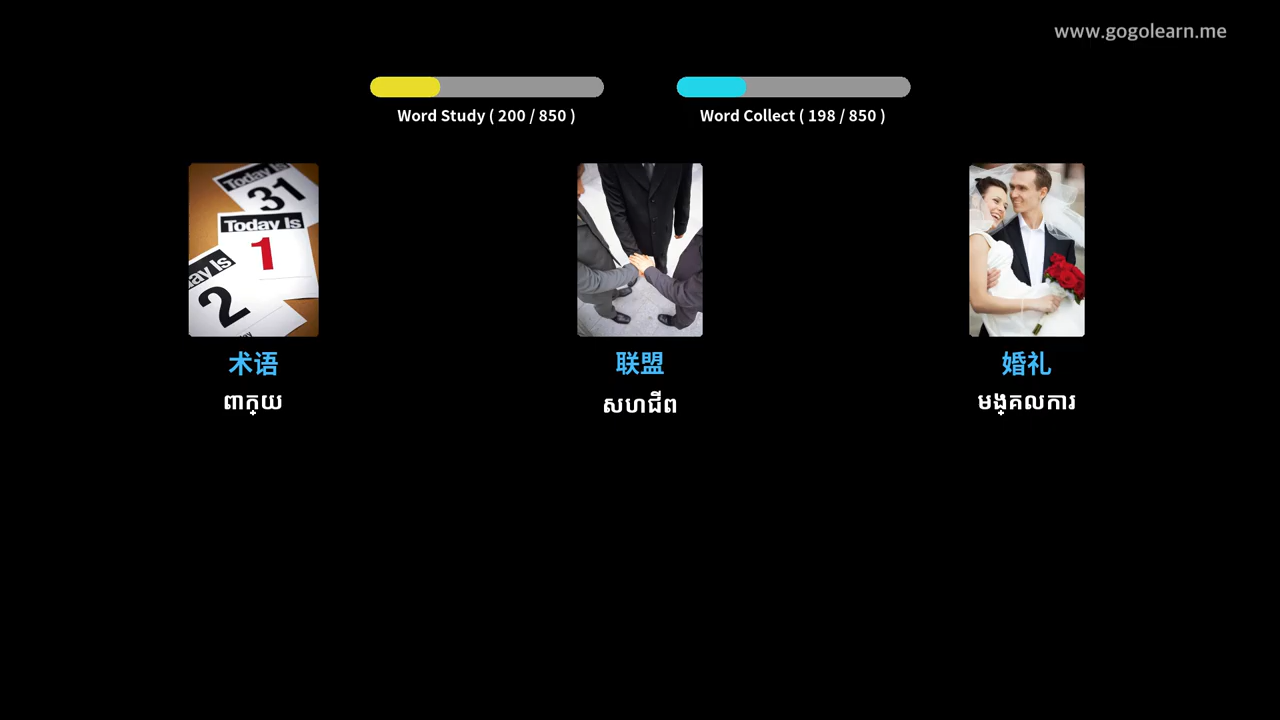 www.gogolearn.me
Word Study ( 200 / 850 )
Word Collect ( 198 / 850 )
Today Is
31
Today Is
1
ay Is
2
术语
联盟
婚礼
ពាក្យ
សហជីព
មង្គលការ